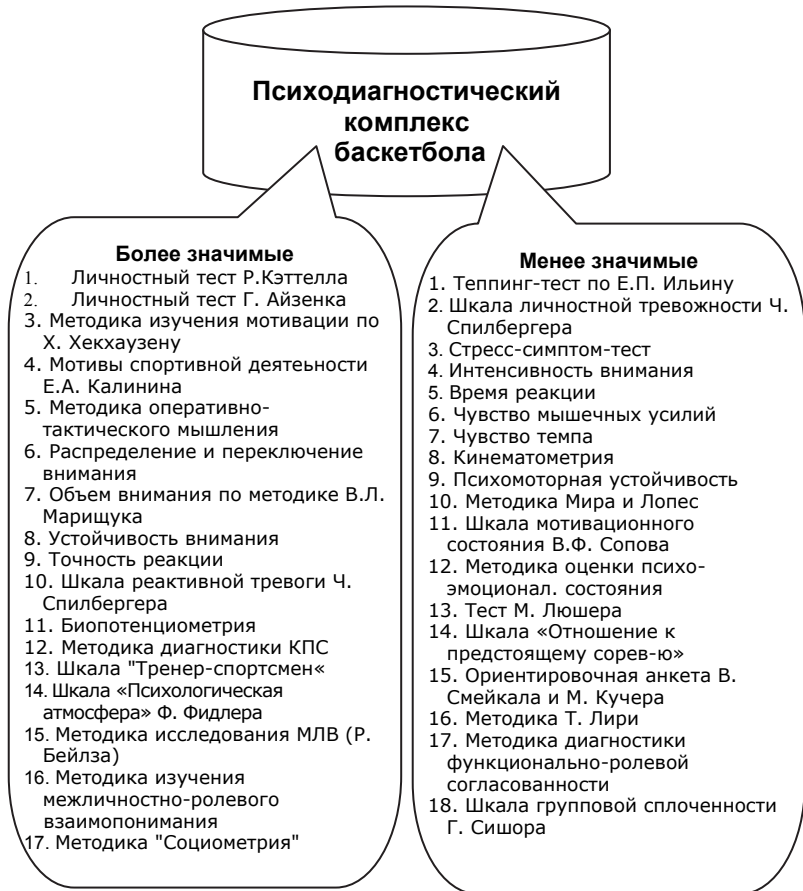 Психодиагностический
комплекс
баскетбола
Более значимые
1. Личностный тест Р.Кэттелла
2. Личностный тест Г. Айзенка
3. Методика изучения мотивации по
Х. Хекхаузену
4. Мотивы спортивной деятеьности
Е.А. Калинина
5. Методика оперативно-
тактического мышления
6. Распределение и переключение
внимания
7. Объем внимания по методике В.Л.
Марищука
8. Устойчивость внимания
9. Точность реакции
10. Шкала реактивной тревоги Ч.
Спилбергера
11. Биопотенциометрия
12. Методика диагностики КПС
13. Шкала "Тренер-спортсмен«
14. Шкала «Психологическая
атмосфера» Ф. Фидлера
15. Методика исследования МЛВ (Р.
Бейлза)
16. Методика изучения
межличностно-ролевого
взаимопонимания
17. Методика "Социометрия"
Менее значимые
1. Теппинг-тест по Е.П. Ильину
2. Шкала личностной тревожности Ч.
Спилбергера
3. Стресс-симптом-тест
4. Интенсивность внимания
5. Время реакции
6. Чувство мышечных усилий
7. Чувство темпа
8. Кинематометрия
9. Психомоторная устойчивость
10. Методика Мира и Лопес
11. Шкала мотивационного
состояния В.Ф. Сопова
12. Методика оценки психо-
эмоционал. состояния
13. Тест М. Люшера
14. Шкала «Отношение к
предстоящему сорев-ю»
15. Ориентировочная анкета В.
Смейкала и М. Кучера
16. Методика Т. Лири
17. Методика диагностики
функционально-ролевой
согласованности
18. Шкала групповой сплоченности
Г. Сишора